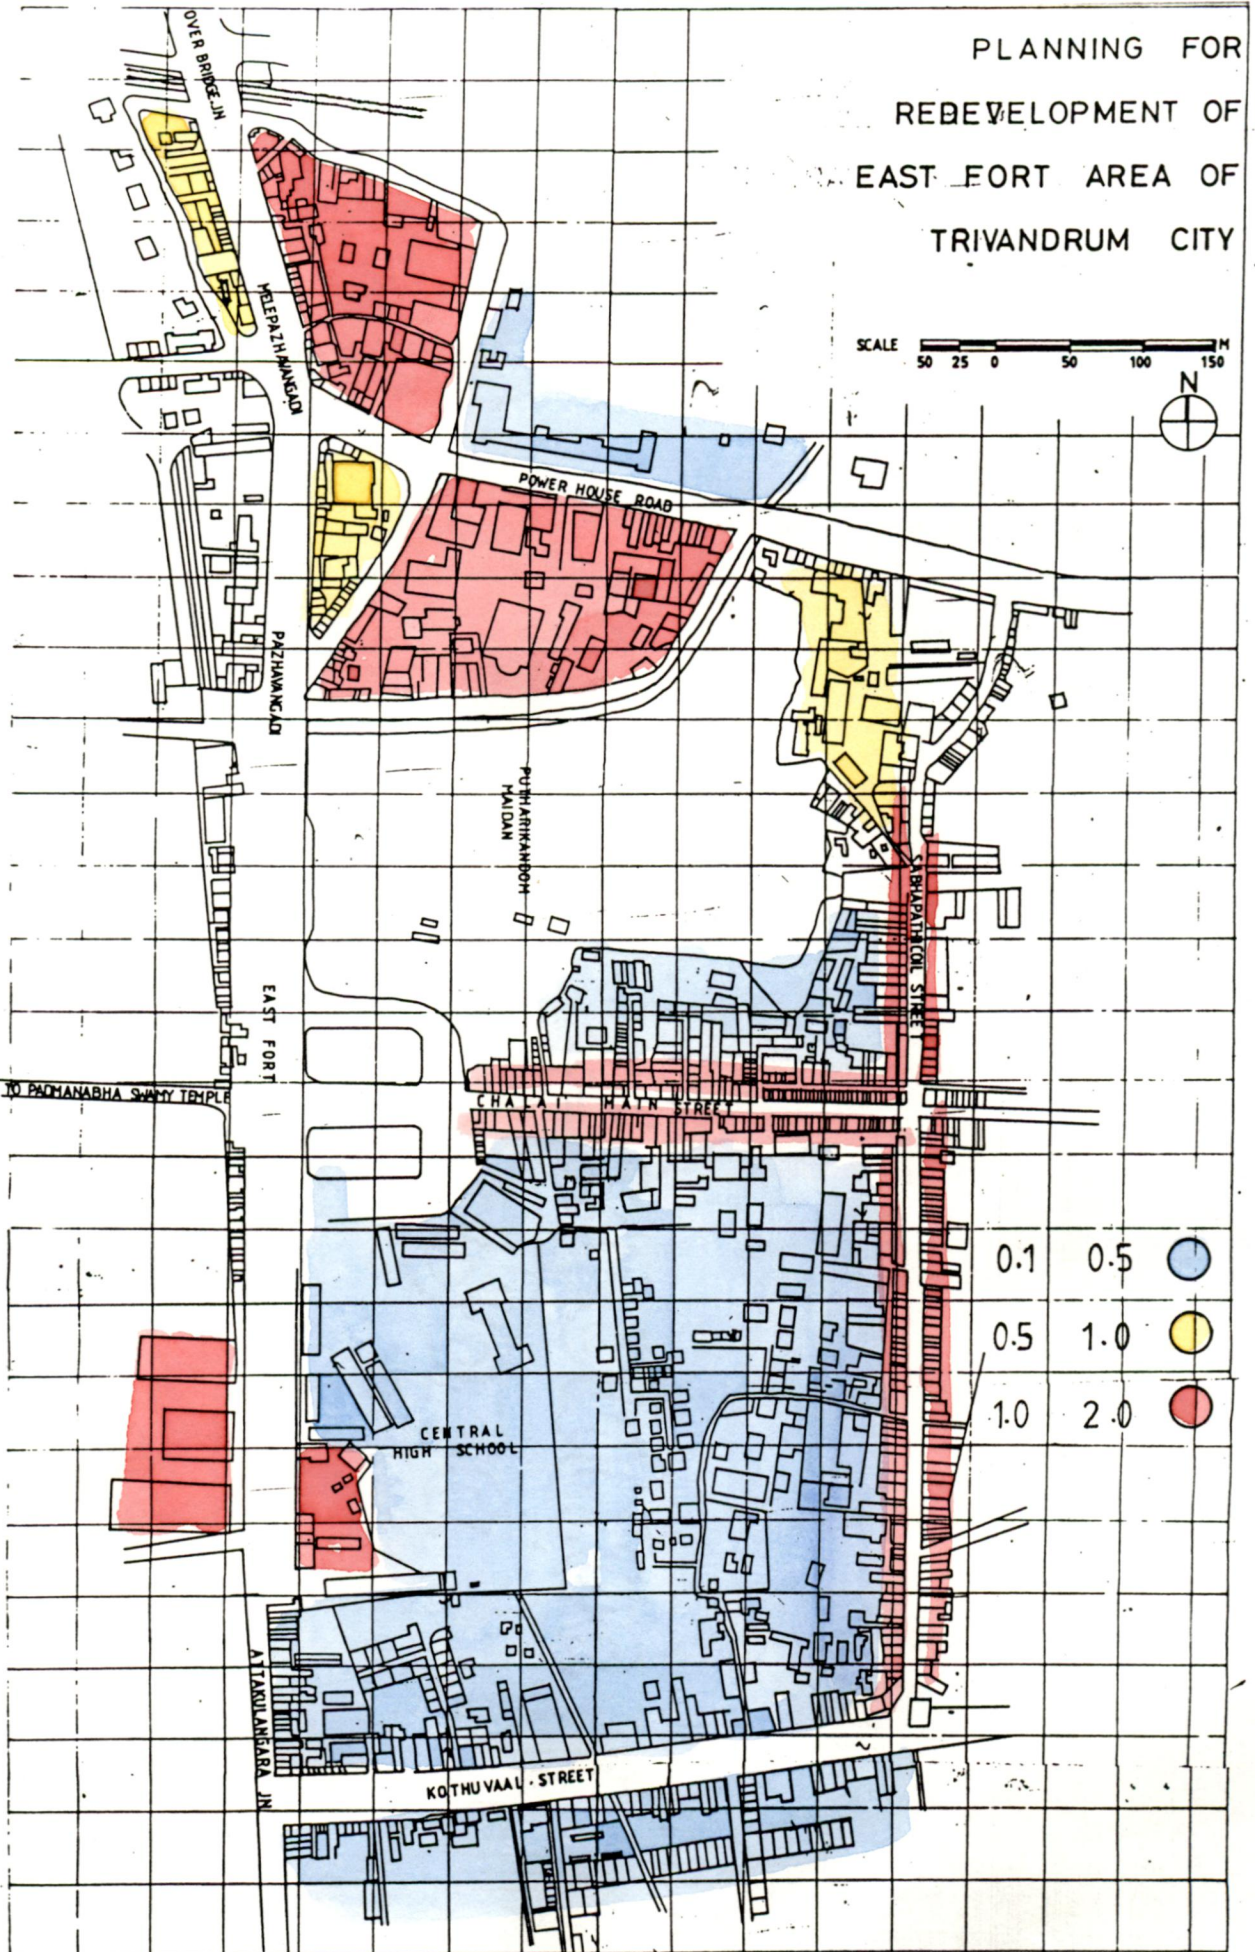 PLANNING FOR
REDEVELOPMENT OF
EAST FORT AREA OF
TRIVANDRUM CITY
SCALE
50 25 0 50 100 150 M
N
OVER BRIDGE JN
MELEPAZHAVANGADI
POWER HOUSE ROAD
PAZHAVANGADI
PUTHARIKANDOM
MAIDAN
SABHAPATHICOIL STREET
EAST FORT
TO PADMANABHA SWAMY TEMPLE
CHALAI MAIN STREET
0.1 0.5
0.5 1.0
1.0 2.0
CENTRAL
HIGH SCHOOL
ATTAKULANGARA JN
KOTHUVAAL STREET